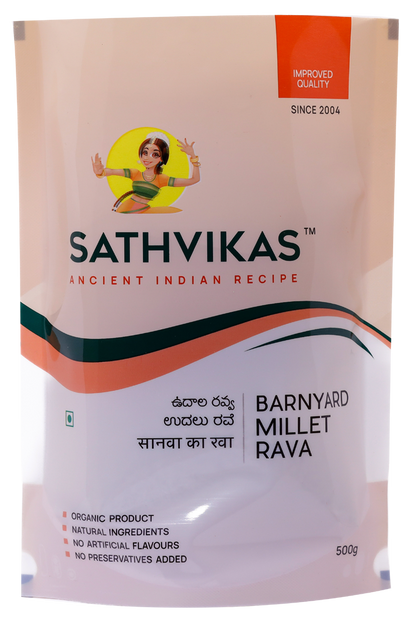 IMPROVED
QUALITY
SINCE 2004
SATHVIKAS™
ANCIENT INDIAN RECIPE
ఉదాల రవ్వ
ಉದಲು ರವೆ
सानवा का रवा
BARNYARD
MILLET
RAVA
ORGANIC PRODUCT
NATURAL INGREDIENTS
NO ARTIFICIAL FLAVOURS
NO PRESERVATIVES ADDED
500g